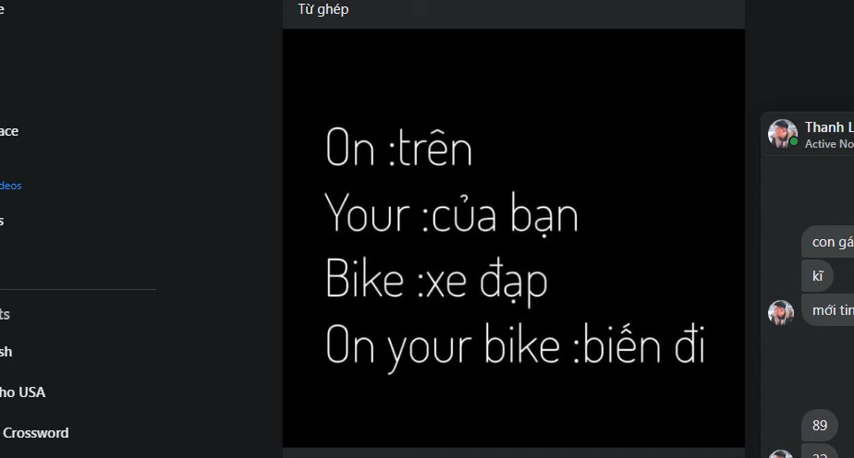 Từ ghép
On :trên
Your :của bạn
Bike :xe đạp
On your bike :biến đi
ace
deos
s
ts
sh
ho USA
Crossword
Thanh L
Active No
con gá
kĩ
mới tin
89